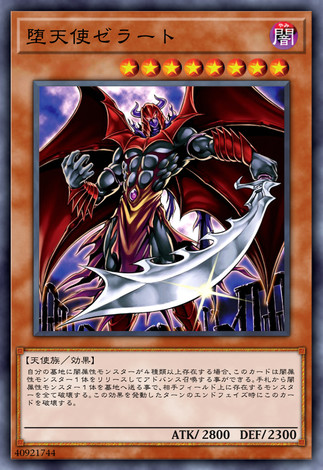 堕天使ゼラート
やみ
闇
【天使族／効果】
自分の墓地に闇属性モンスターが４種類以上存在する場合、このカードは闇属
性モンスター１体をリリースしてアドバンス召喚する事ができる。手札から闇
属性モンスター１体を墓地へ送る事で、相手フィールド上に存在するモンスタ
ーを全て破壊する。この効果を発動したターンのエンドフェイズ時にこのカー
ドを破壊する。
ATK/ 2800 DEF/2300
40921744